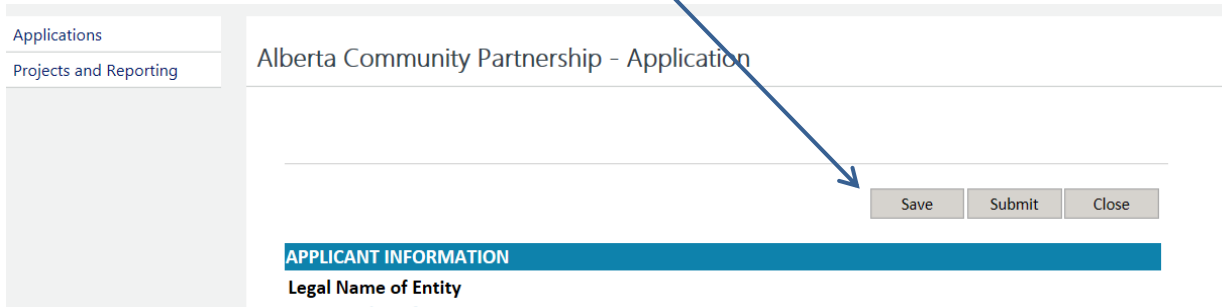 Applications
Projects and Reporting
Alberta Community Partnership - Application
Save Submit Close
APPLICANT INFORMATION
Legal Name of Entity